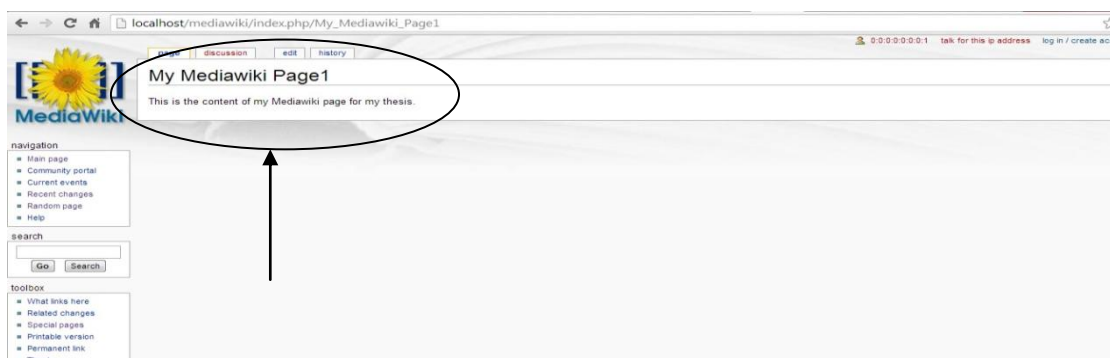 localhost/mediawiki/index.php/My_Mediawiki_Page1
0:0:0:0:0:0:0:1 talk for this ip address log in / create ac
page discussion edit history
My Mediawiki Page1
This is the content of my Mediawiki page for my thesis.
MediaWiki
navigation
Main page
Community portal
Current events
Recent changes
Random page
Help
search
Go Search
toolbox
What links here
Related changes
Special pages
Printable version
Permanent link